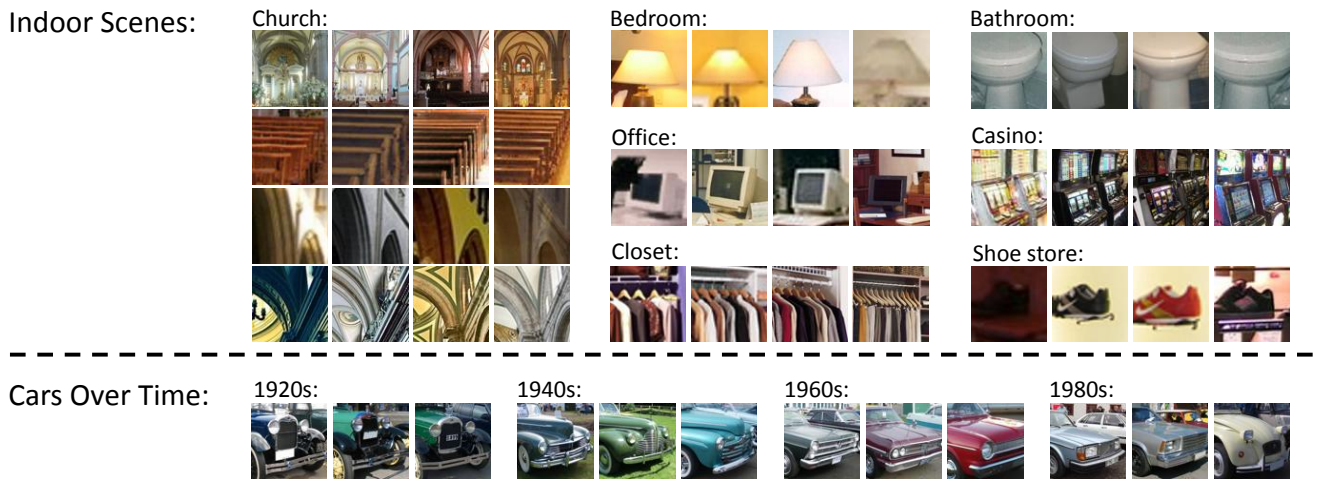 Indoor Scenes:
Church:
Bedroom:
Bathroom:
Office:
Casino:
Closet:
Shoe store:
Cars Over Time:
1920s:
1940s:
1960s:
1980s: